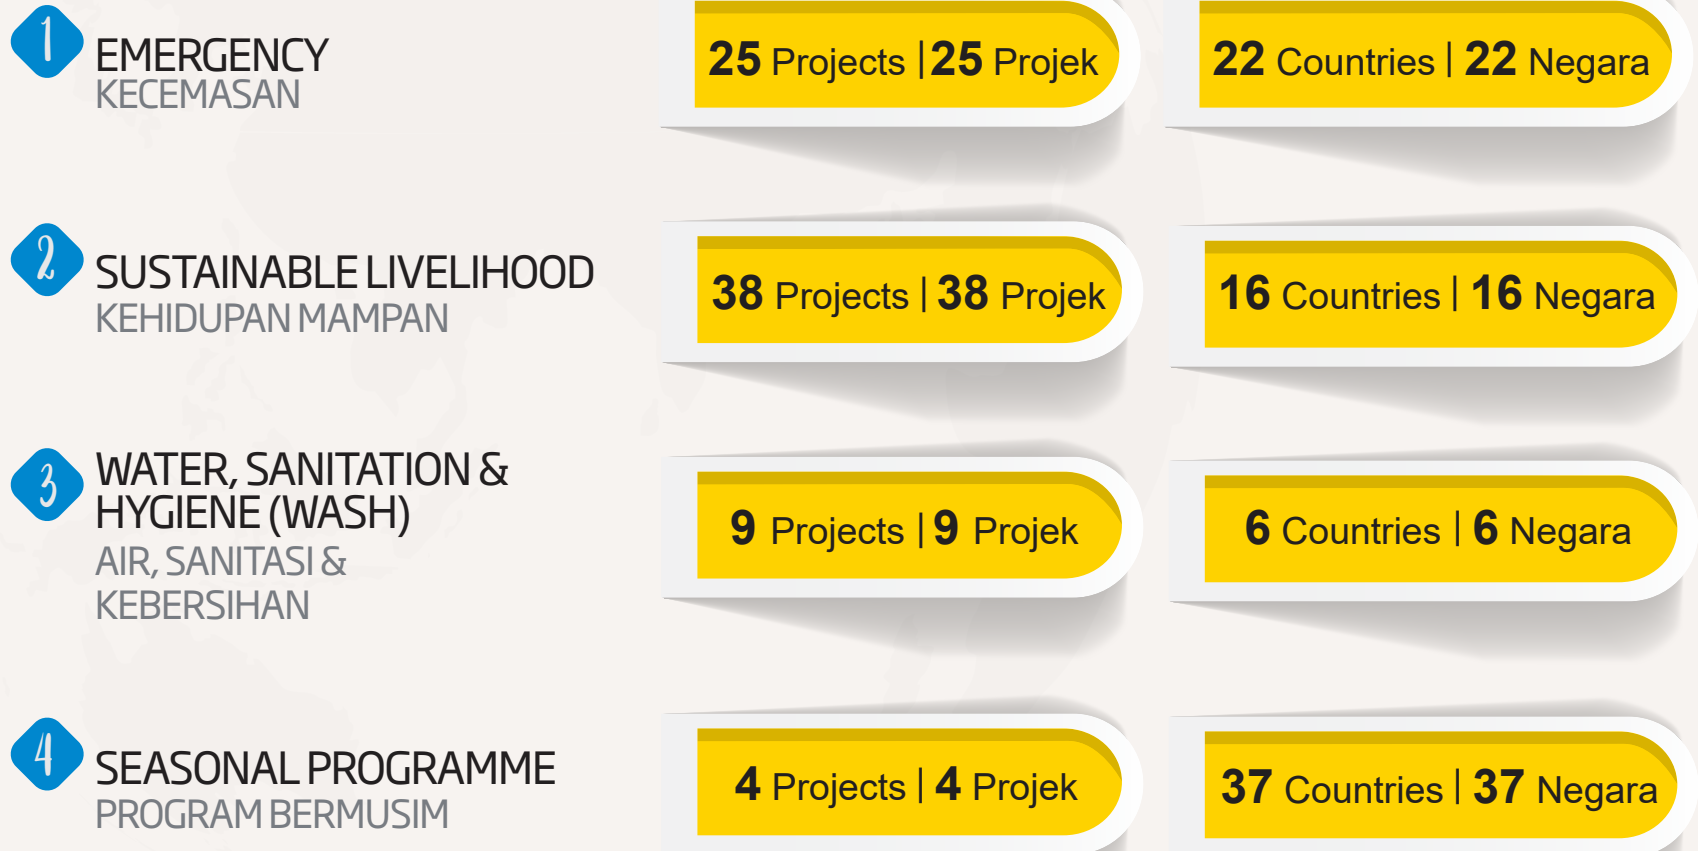 1
EMERGENCY
KECEMASAN
25 Projects | 25 Projek
22 Countries | 22 Negara
2
SUSTAINABLE LIVELIHOOD
KEHIDUPAN MAMPAN
38 Projects | 38 Projek
16 Countries | 16 Negara
3
WATER, SANITATION &
HYGIENE (WASH)
AIR, SANITASI &
KEBERSIHAN
9 Projects | 9 Projek
6 Countries | 6 Negara
4
SEASONAL PROGRAMME
PROGRAM BERMUSIM
4 Projects | 4 Projek
37 Countries | 37 Negara